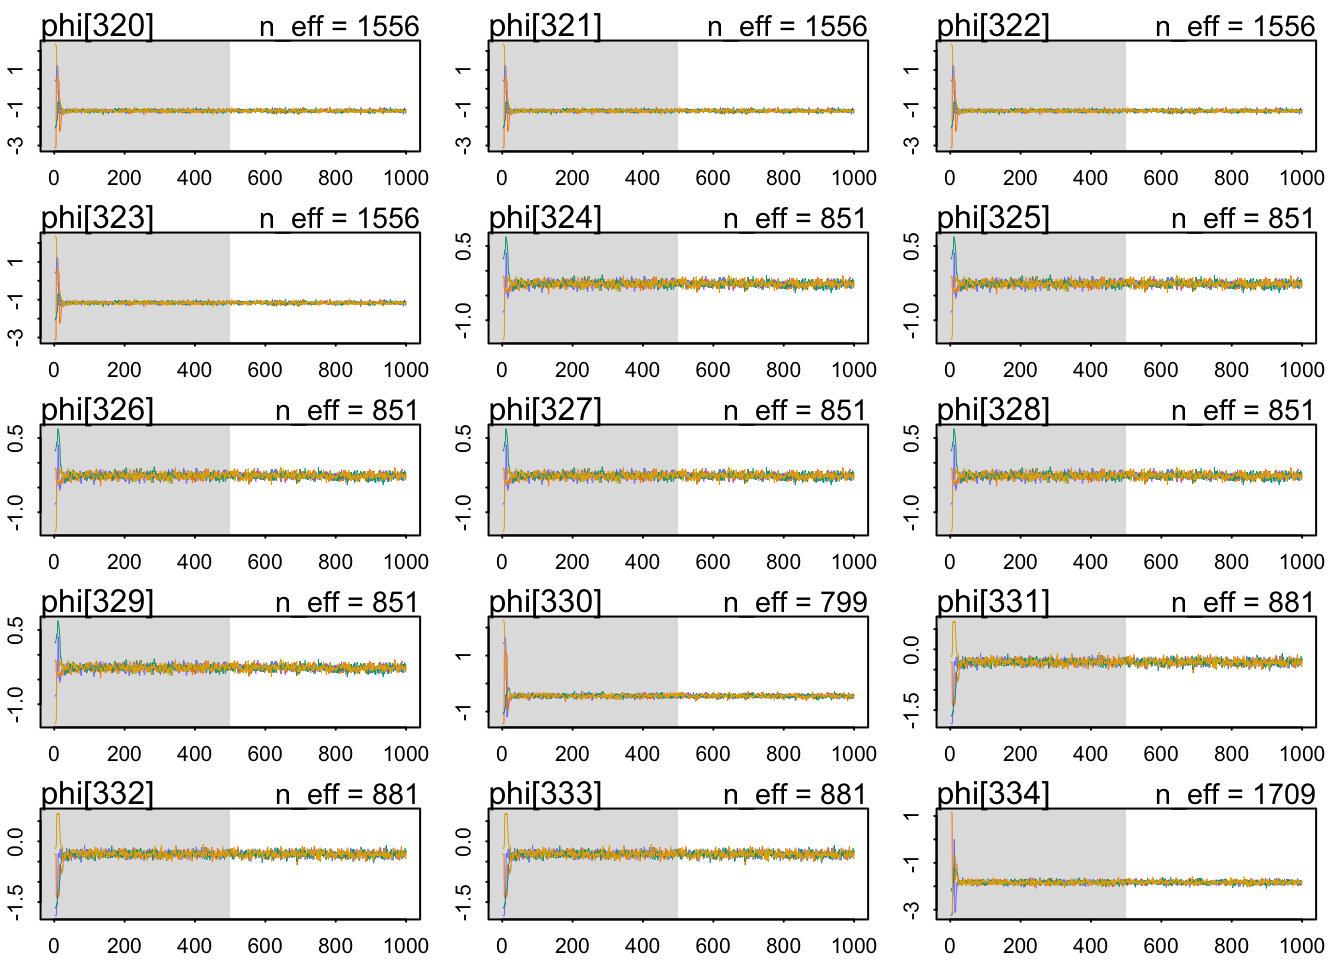 phi[320] n_eff = 1556 phi[321] n_eff = 1556 phi[322] n_eff = 1556
1 1 1
-1 -1 -1
-3 -3 -3
0 200 400 600 800 1000 0 200 400 600 800 1000 0 200 400 600 800 1000
phi[323] n_eff = 1556 phi[324] n_eff = 851 phi[325] n_eff = 851
1 0.5 0.5
-1
-3 -1.0 -1.0
0 200 400 600 800 1000 0 200 400 600 800 1000 0 200 400 600 800 1000
phi[326] n_eff = 851 phi[327] n_eff = 851 phi[328] n_eff = 851
0.5 0.5 0.5
-1.0 -1.0 -1.0
0 200 400 600 800 1000 0 200 400 600 800 1000 0 200 400 600 800 1000
phi[329] n_eff = 851 phi[330] n_eff = 799 phi[331] n_eff = 881
0.5 1 0.0
-1.0 -1 -1.5
0 200 400 600 800 1000 0 200 400 600 800 1000 0 200 400 600 800 1000
phi[332] n_eff = 881 phi[333] n_eff = 881 phi[334] n_eff = 1709
0.0 0.0 1
-1
-1.5 -1.5 -3
0 200 400 600 800 1000 0 200 400 600 800 1000 0 200 400 600 800 1000